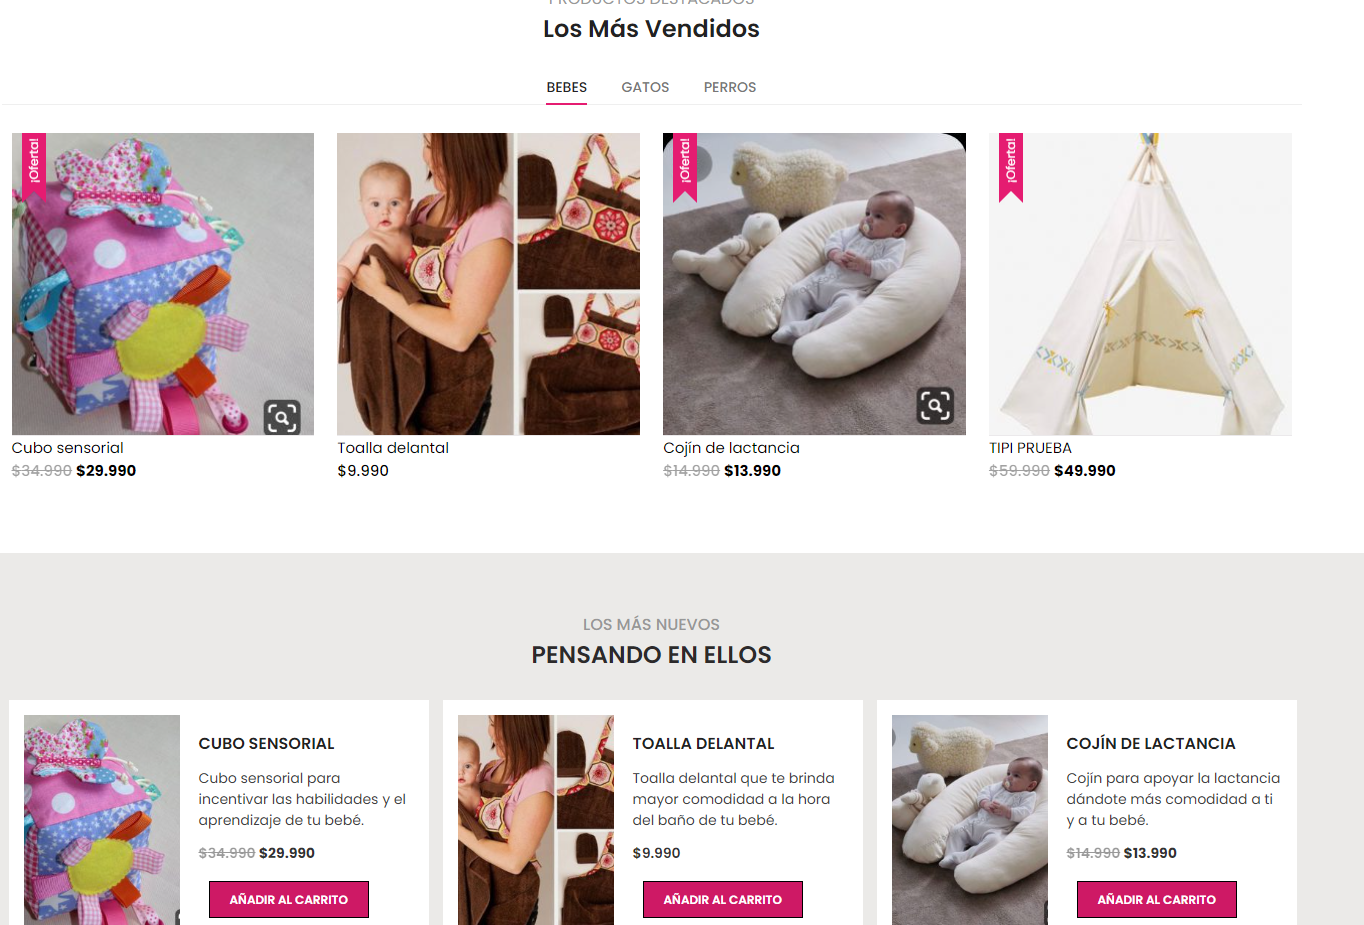 PRODUCTOS DESTACADOS
Los Más Vendidos
BEBES GATOS PERROS
¡Oferta!
¡Oferta!
¡Oferta!
Cubo sensorial
$34.990 $29.990
Toalla delantal
$9.990
Cojín de lactancia
$14.990 $13.990
TIPI PRUEBA
$59.990 $49.990
LOS MÁS NUEVOS
PENSANDO EN ELLOS
CUBO SENSORIAL
Cubo sensorial para
incentivar las habilidades y el
aprendizaje de tu bebé.
$34.990 $29.990
AÑADIR AL CARRITO
TOALLA DELANTAL
Toalla delantal que te brinda
mayor comodidad a la hora
del baño de tu bebé.
$9.990
AÑADIR AL CARRITO
COJÍN DE LACTANCIA
Cojín para apoyar la lactancia
dándote más comodidad a ti
y a tu bebé.
$14.990 $13.990
AÑADIR AL CARRITO